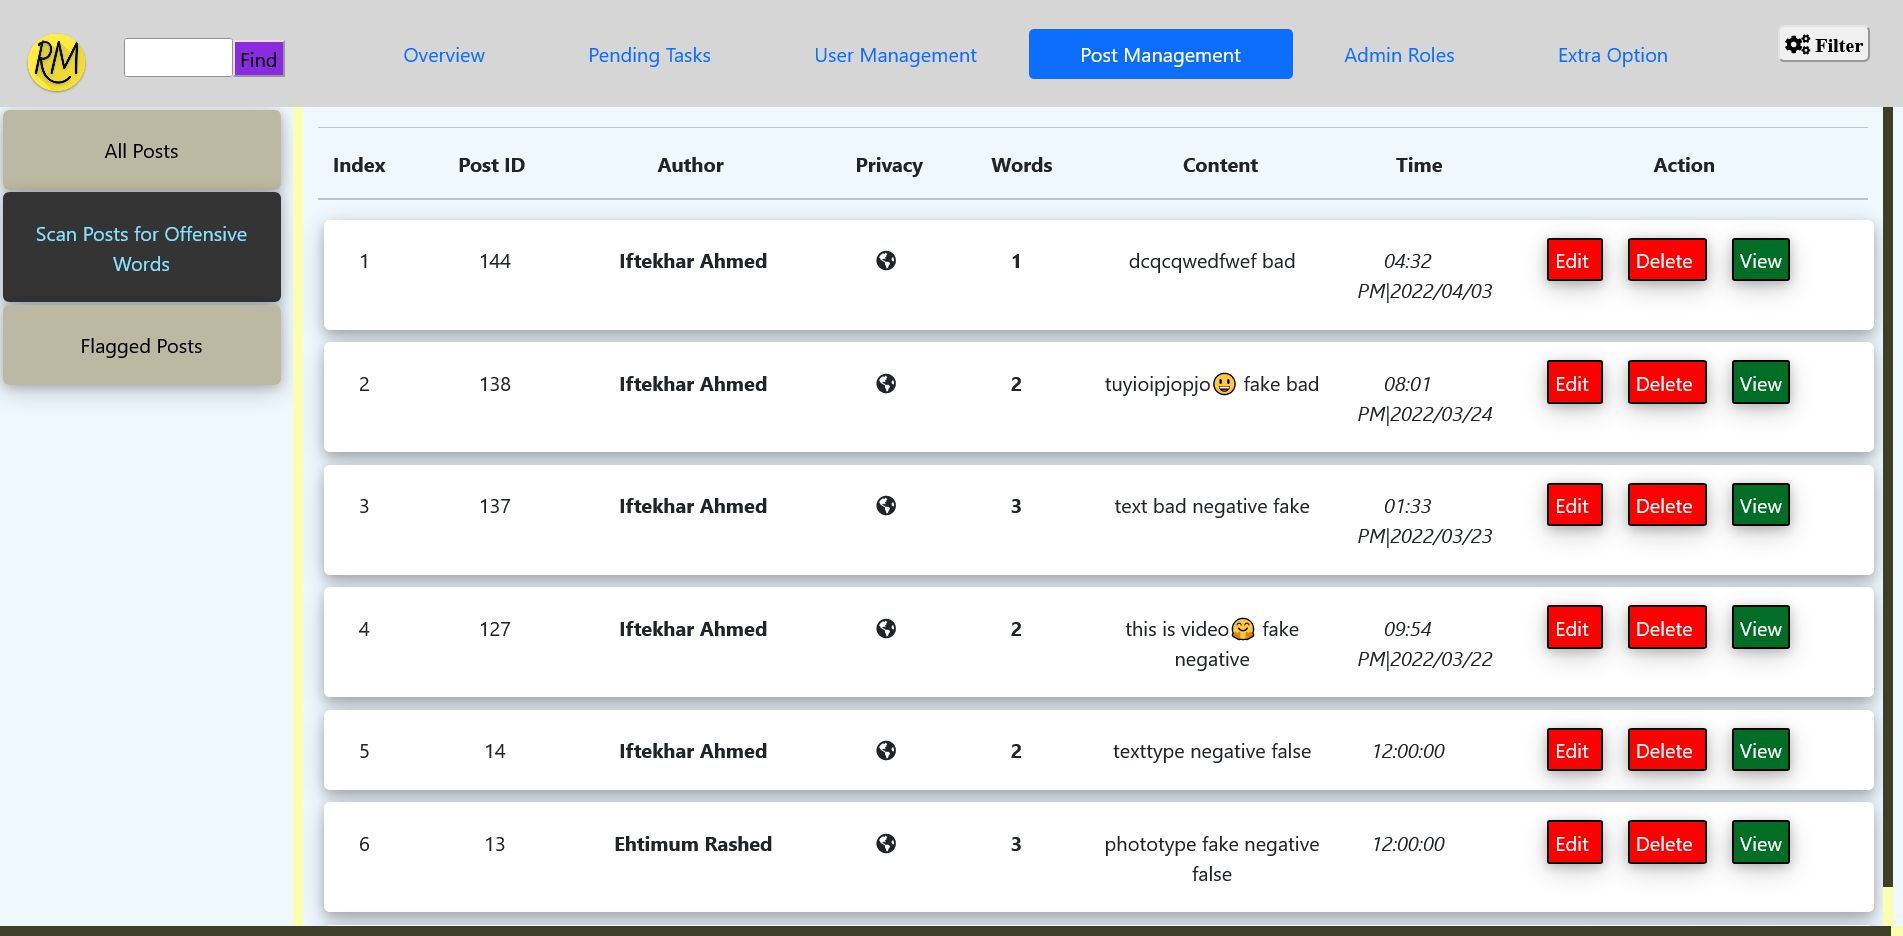 RM
Find
Overview
Pending Tasks
User Management
Post Management
Admin Roles
Extra Option
Filter
All Posts
Scan Posts for Offensive
Words
Flagged Posts
Index Post ID Author Privacy Words Content Time Action
1 144 Iftekhar Ahmed 1 dcqcqwedfwef bad 04:32 Edit Delete View
PM|2022/04/03
2 138 Iftekhar Ahmed 2 tuyioipjopjo😃 fake bad 08:01 Edit Delete View
PM|2022/03/24
3 137 Iftekhar Ahmed 3 text bad negative fake 01:33 Edit Delete View
PM|2022/03/23
4 127 Iftekhar Ahmed 2 this is video🤗 fake 09:54 Edit Delete View
negative PM|2022/03/22
5 14 Iftekhar Ahmed 2 texttype negative false 12:00:00 Edit Delete View
6 13 Ehtimum Rashed 3 phototype fake negative 12:00:00 Edit Delete View
false